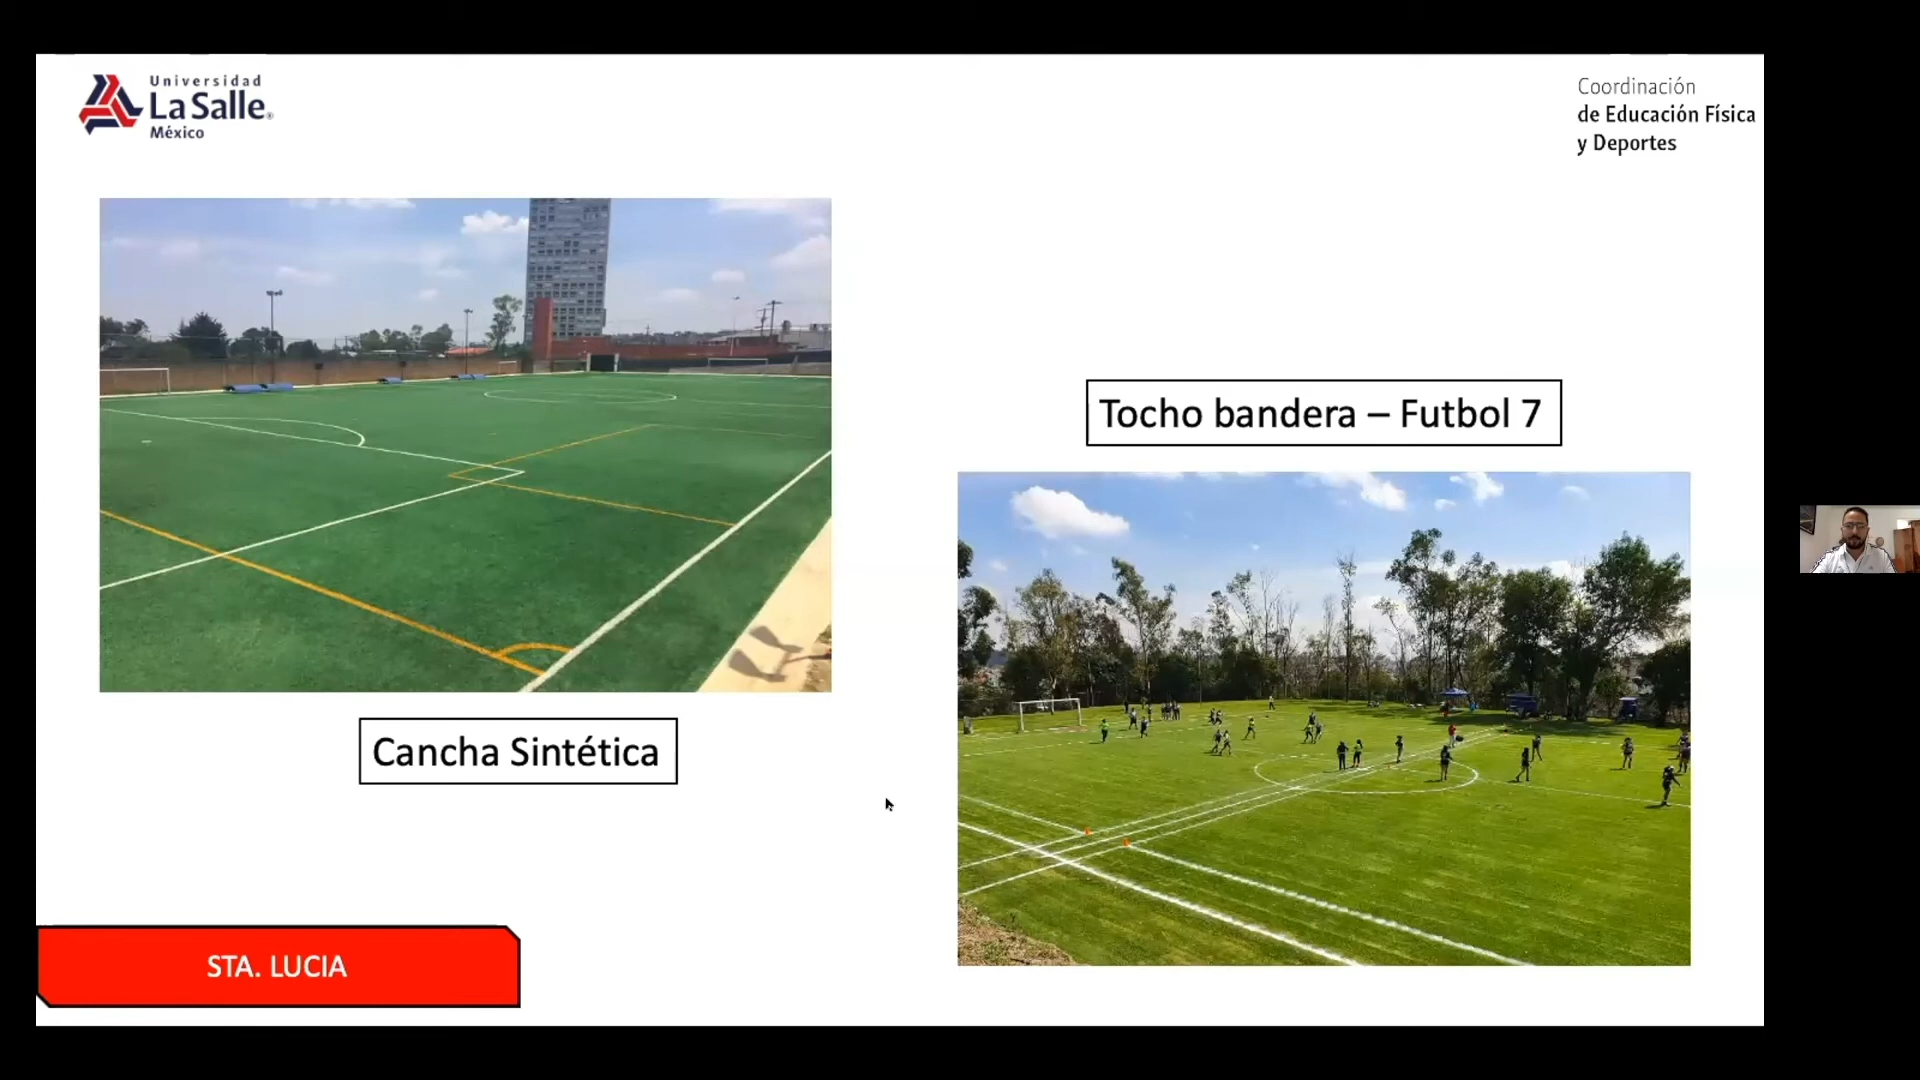 Universidad
La Salle®
México
Coordinación
de Educación Física
y Deportes
Tocho bandera – Futbol 7
Cancha Sintética
STA. LUCIA